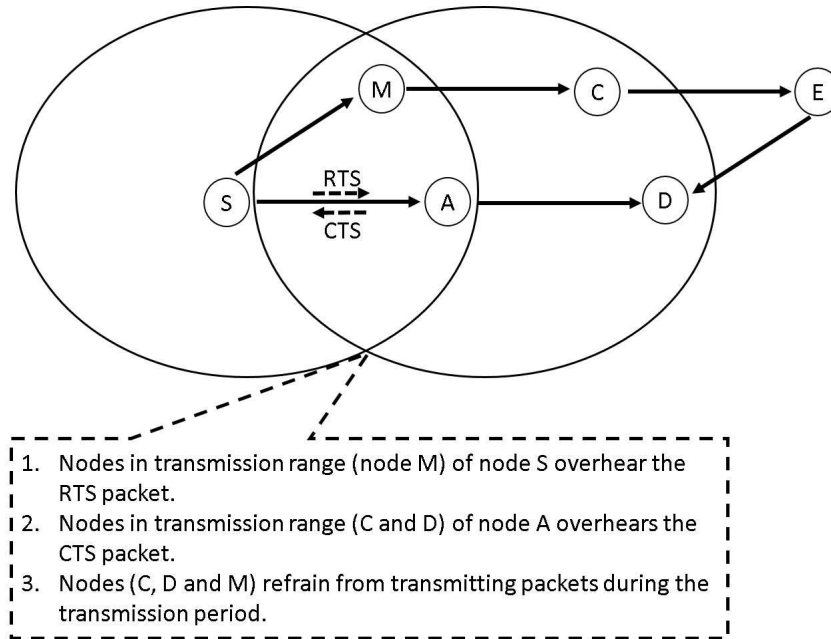 M
C
E
RTS
S
A
D
CTS
1. Nodes in transmission range (node M) of node S overhear the
RTS packet.
2. Nodes in transmission range (C and D) of node A overhears the
CTS packet.
3. Nodes (C, D and M) refrain from transmitting packets during the
transmission period.